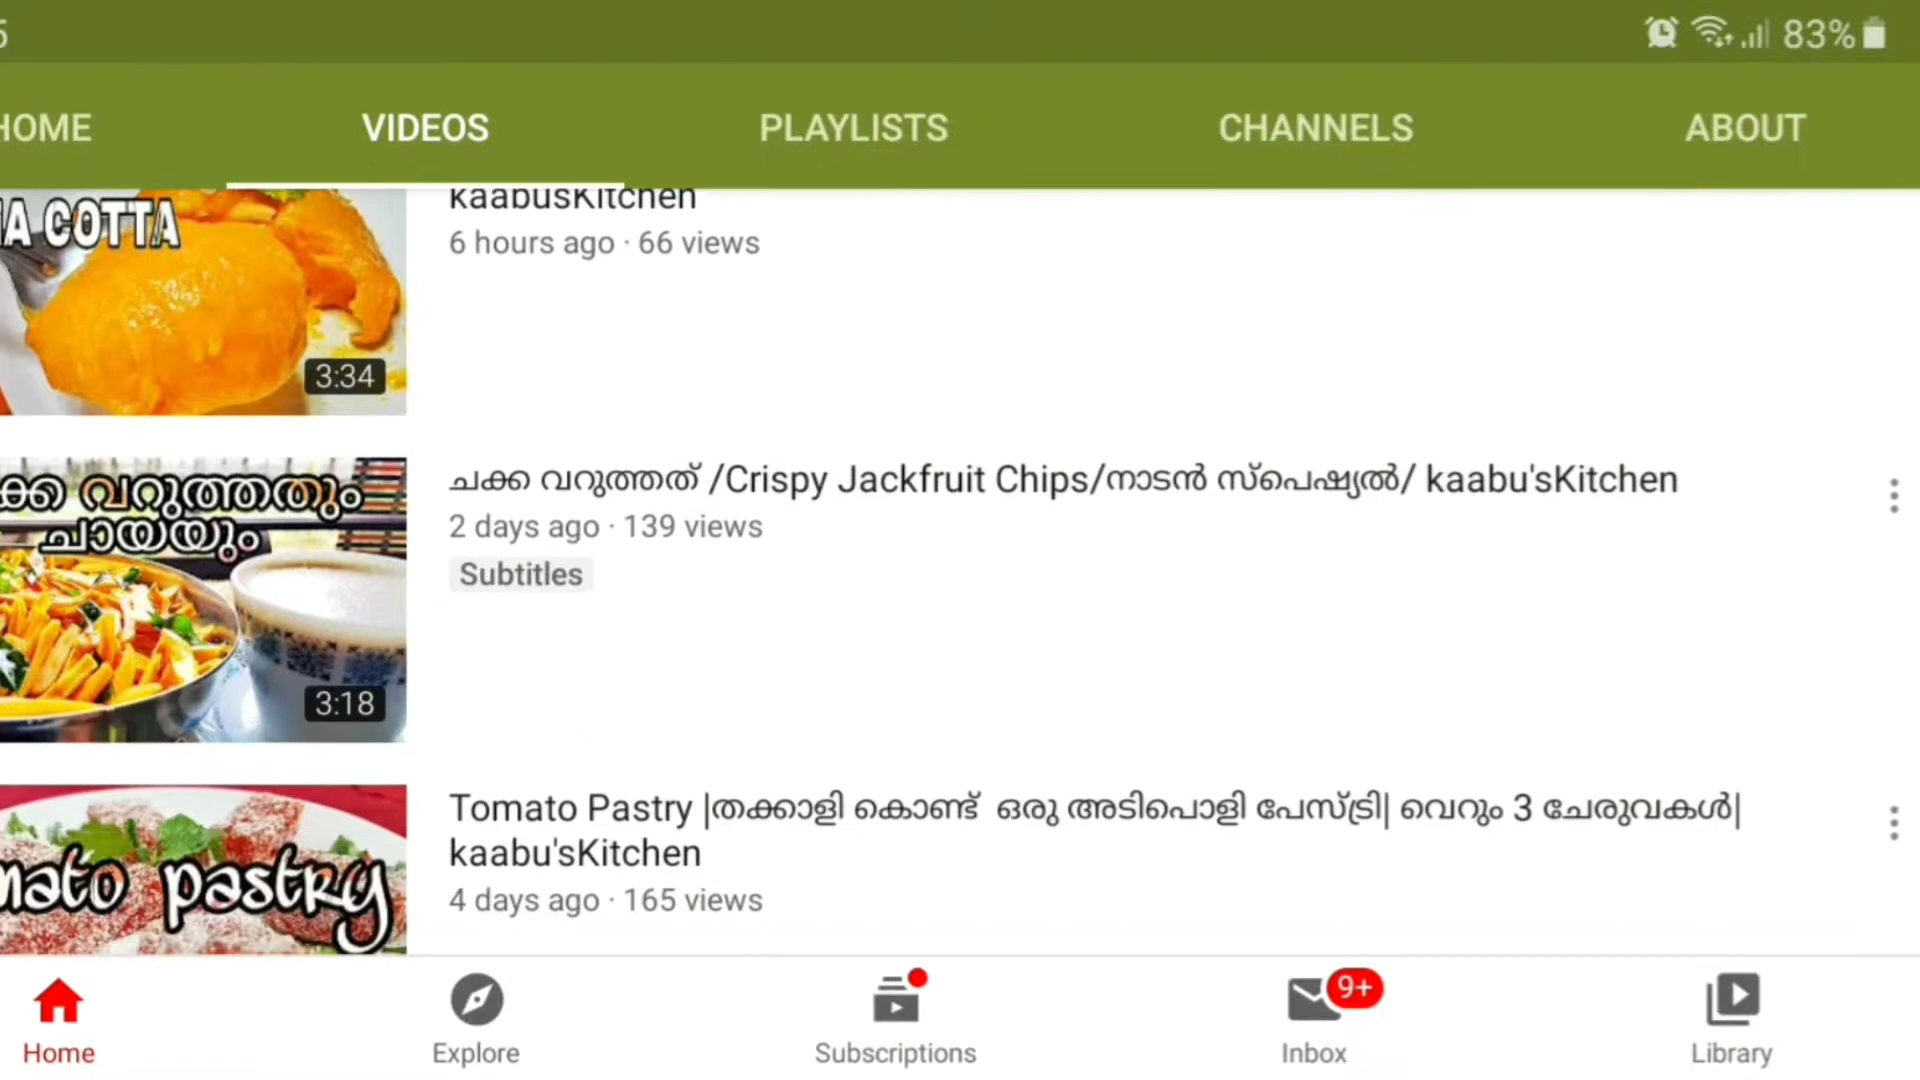 83%
HOME VIDEOS PLAYLISTS CHANNELS ABOUT
kaabusKitchen
COTTA
6 hours ago · 66 views
3:34
ചക്ക വറുത്തത് /Crispy Jackfruit Chips/നാടൻ സ്പെഷ്യൽ/ kaabu'sKitchen
വറുത്തതും
ചായയും
2 days ago · 139 views
Subtitles
3:18
Tomato Pastry |തക്കാളി കൊണ്ട് ഒരു അടിപൊളി പേസ്ട്രി| വെറും 3 ചേരുവകൾ|
kaabu'sKitchen
pastry
4 days ago · 165 views
9+
Home Explore Subscriptions Inbox Library